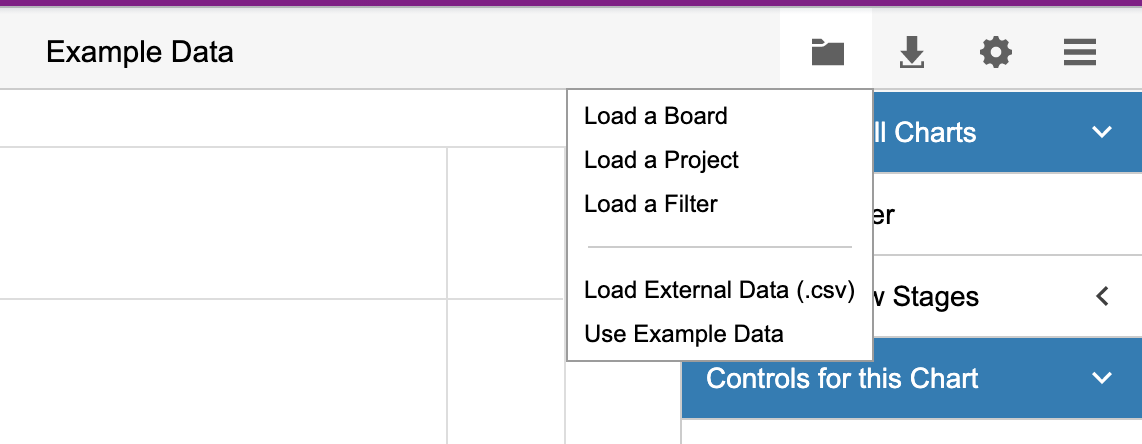 Example Data
Load a Board
Load a Project
Load a Filter
Load External Data (.csv)
Use Example Data
ll Charts
er
Stages
Controls for this Chart